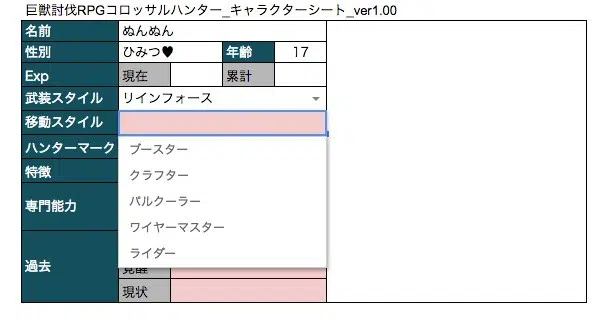 巨獣討伐RPGコロッサルハンター_キャラクターシート_ver1.00
名前 ぬんぬん
性別 ひみつ♥ 年齢 17
Exp 現在 累計
武装スタイル リインフォース
移動スタイル
ハンターマーク ブースター
特徴 クラフター
専門能力 パルクーラー
ワイヤーマスター
過去 ライダー
覚醒
現状